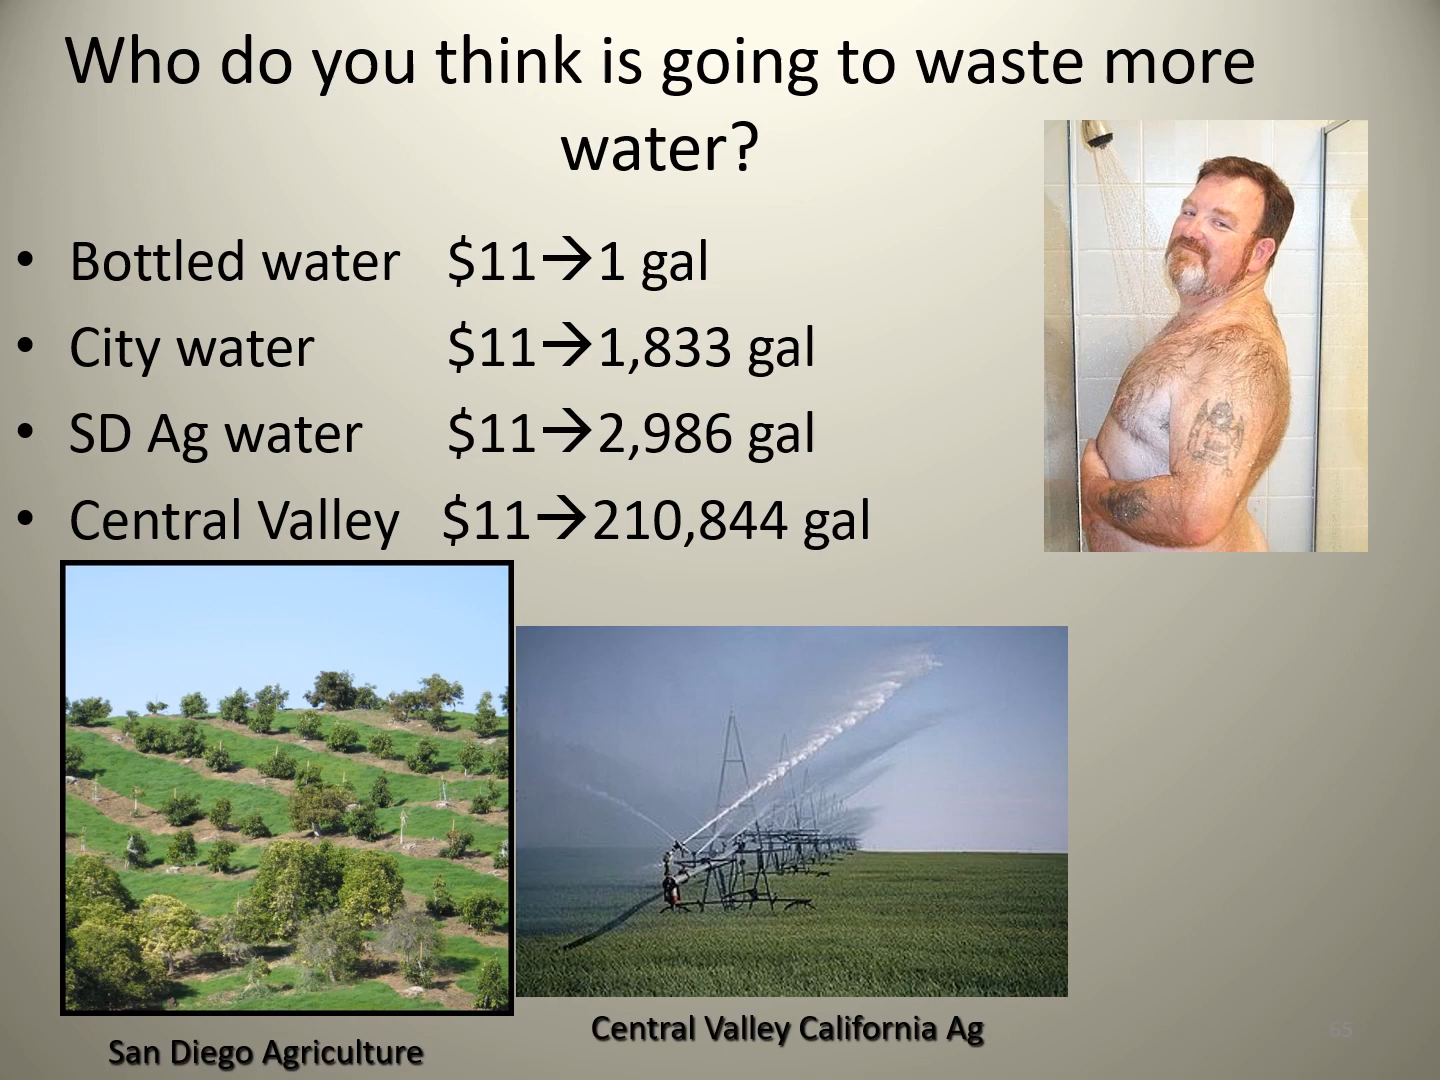 Who do you think is going to waste more
water?
• Bottled water $11→1 gal
• City water $11→1,833 gal
• SD Ag water $11→2,986 gal
• Central Valley $11→210,844 gal
Central Valley California Ag
San Diego Agriculture
65